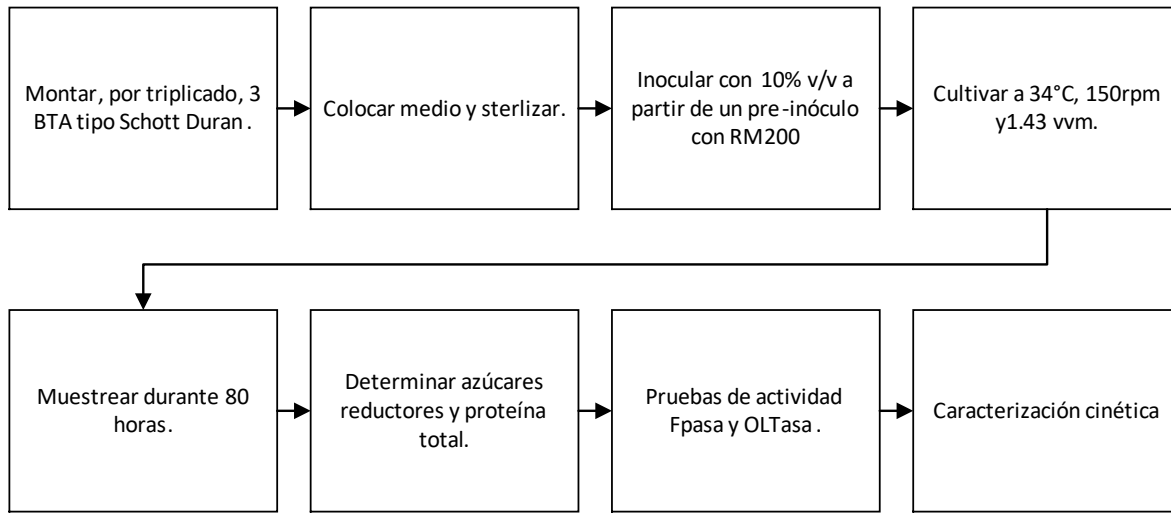 Montar, por triplicado, 3
BTA tipo Schott Duran .
Colocar medio y sterlizar.
Inocular con 10% v/v a
partir de un pre-inóculo
con RM200
Cultivar a 34°C, 150rpm
y1.43 vvm.
Muestrear durante 80
horas.
Determinar azúcares
reductores y proteína
total.
Pruebas de actividad
Fpasa y OLTasa .
Caracterización cinética